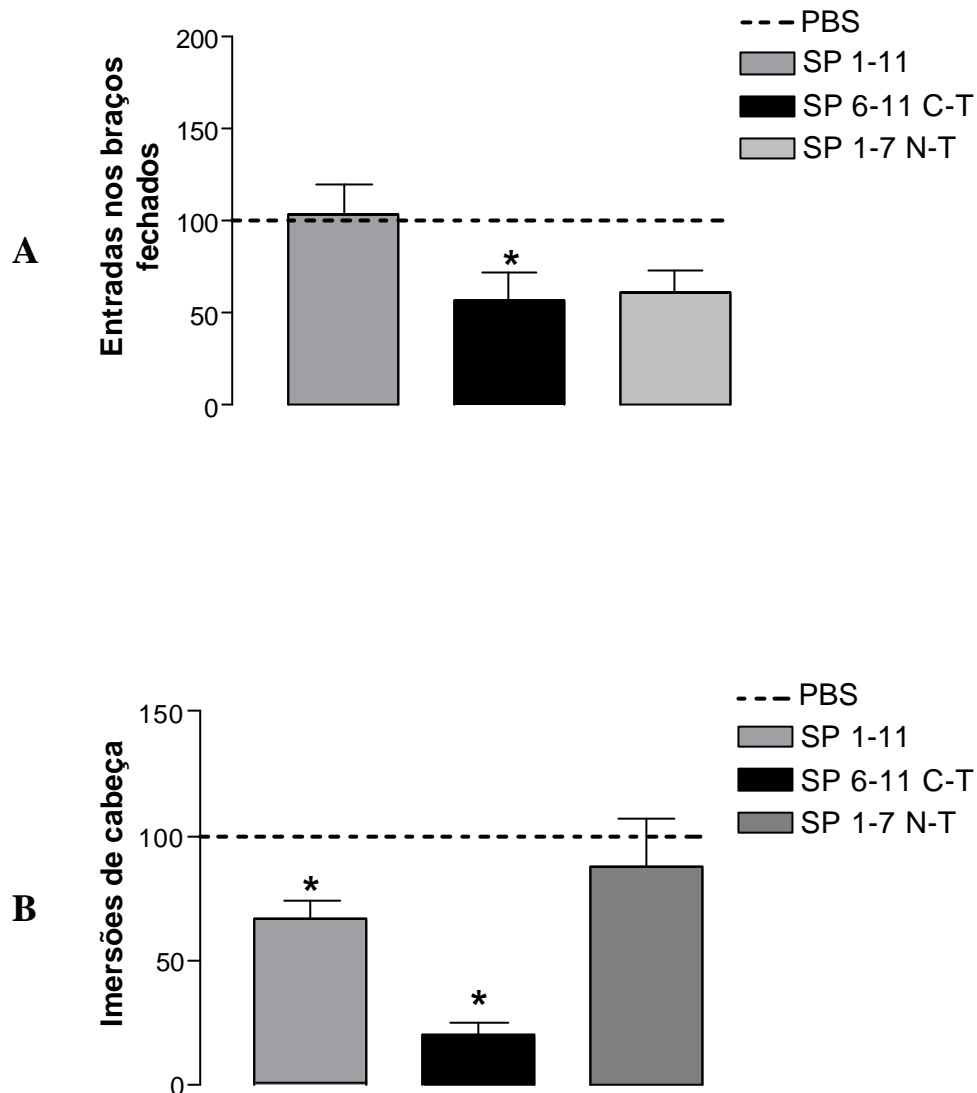 PBS
SP 1-11
SP 6-11 C-T
SP 1-7 N-T
200
150
100
50
0
Entradas nos braços
fechados
A
*
PBS
SP 1-11
SP 6-11 C-T
SP 1-7 N-T
150
100
50
0
Imersões de cabeça
B
*
*